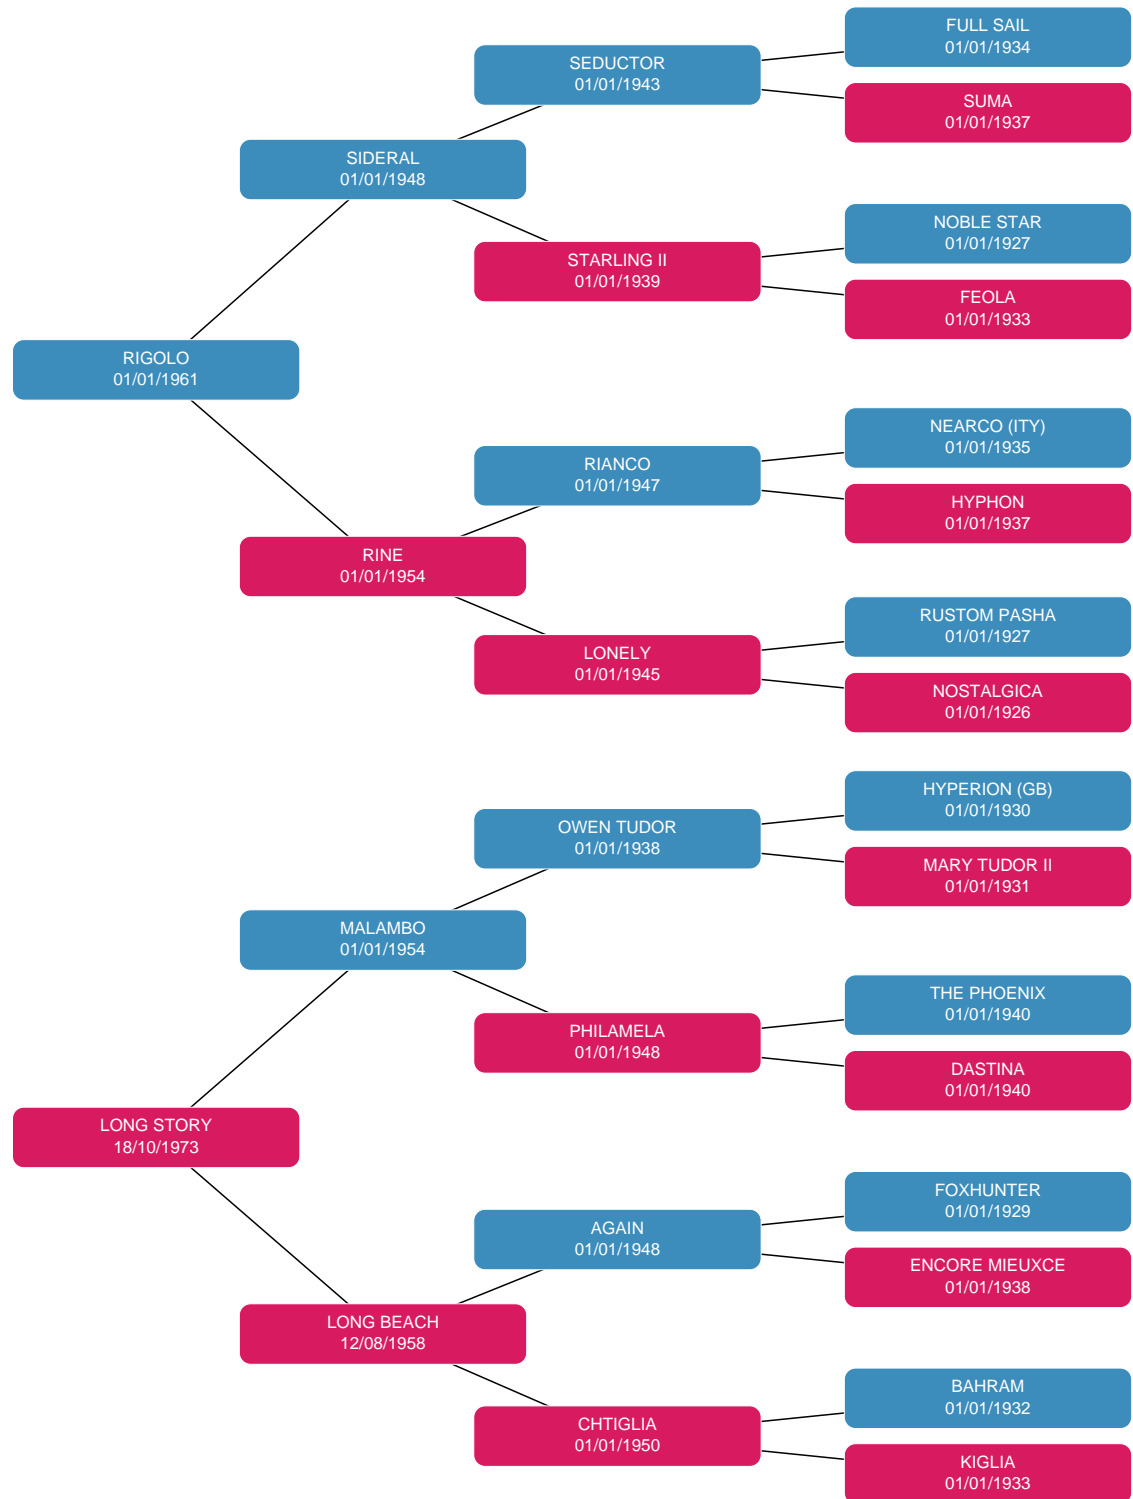 FULL SAIL
01/01/1934
SEDUCTOR
01/01/1943
SUMA
01/01/1937
SIDERAL
01/01/1948
NOBLE STAR
01/01/1927
STARLING II
01/01/1939
FEOLA
01/01/1933
RIGOLO
01/01/1961
NEARCO (ITY)
01/01/1935
RIANCO
01/01/1947
HYPHON
01/01/1937
RINE
01/01/1954
RUSTOM PASHA
01/01/1927
LONELY
01/01/1945
NOSTALGICA
01/01/1926
HYPERION (GB)
01/01/1930
OWEN TUDOR
01/01/1938
MARY TUDOR II
01/01/1931
MALAMBO
01/01/1954
THE PHOENIX
01/01/1940
PHILAMELA
01/01/1948
DASTINA
01/01/1940
LONG STORY
18/10/1973
FOXHUNTER
01/01/1929
AGAIN
01/01/1948
ENCORE MIEUXCE
01/01/1938
LONG BEACH
12/08/1958
BAHRAM
01/01/1932
CHTIGLIA
01/01/1950
KIGLIA
01/01/1933